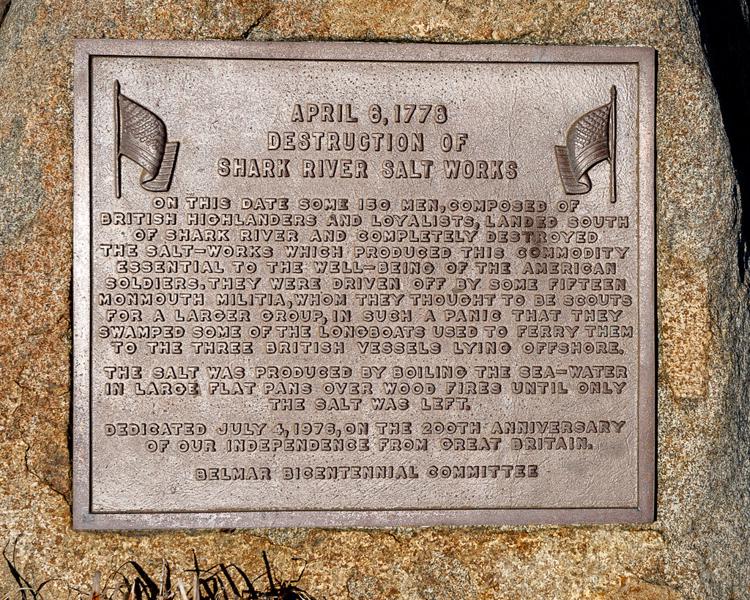 APRIL 6, 1778
DESTRUCTION OF
SHARK RIVER SALT WORKS
ON THIS DATE SOME 150 MEN, COMPOSED OF
BRITISH HIGHLANDERS AND LOYALISTS, LANDED SOUTH
OF SHARK RIVER AND COMPLETELY DESTROYED
THE SALT-WORKS WHICH PRODUCED THIS COMMODITY
ESSENTIAL TO THE WELL-BEING OF THE AMERICAN
SOLDIERS. THEY WERE DRIVEN OFF BY SOME FIFTEEN
MONMOUTH MILITIA, WHOM THEY THOUGHT TO BE SCOUTS
FOR A LARGER GROUP, IN SUCH A PANIC THAT THEY
SWAMPED SOME OF THE LONGBOATS USED TO FERRY THEM
TO THE THREE BRITISH VESSELS LYING OFFSHORE.
THE SALT WAS PRODUCED BY BOILING THE SEA-WATER
IN LARGE FLAT PANS OVER WOOD FIRES UNTIL ONLY
THE SALT WAS LEFT.
DEDICATED JULY 4, 1976, ON THE 200TH ANNIVERSARY
OF OUR INDEPENDENCE FROM GREAT BRITAIN.
BELMAR BICENTENNIAL COMMITTEE